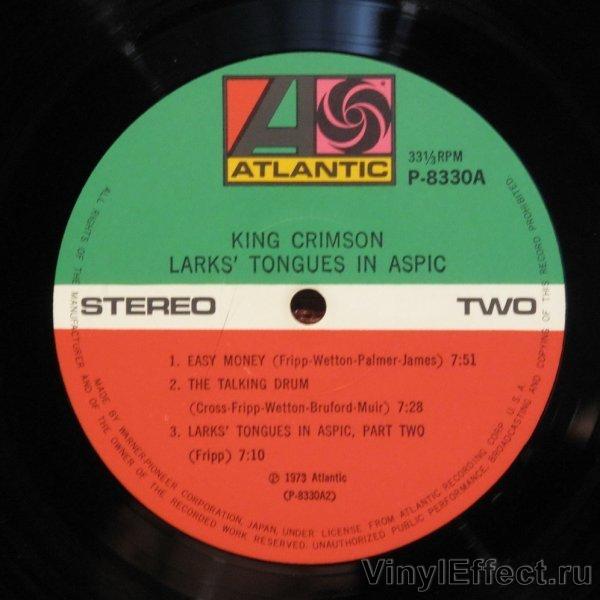 ATLANTIC
33⅓RPM
P-8330A
KING CRIMSON
LARKS' TONGUES IN ASPIC
STEREO
TWO
1. EASY MONEY (Fripp-Wetton-Palmer-James) 7:51
2. THE TALKING DRUM
(Cross-Fripp-Wetton-Bruford-Muir) 7:28
3. LARKS' TONGUES IN ASPIC, PART TWO
(Fripp) 7:10
Ⓟ 1973 Atlantic
(P-8330A2)
MADE BY WARNER-PIONEER CORPORATION, JAPAN, UNDER LICENSE FROM ATLANTIC RECORDING CORP. U.S.A.
ALL RIGHTS OF THE MANUFACTURER AND OF THE OWNER OF THE RECORDED WORK RESERVED. UNAUTHORIZED PUBLIC PERFORMANCE, BROADCASTING AND COPYING OF THIS RECORD PROHIBITED.
VinylEffect.ru